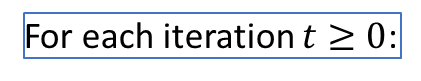 For each iteration t ≥ 0: